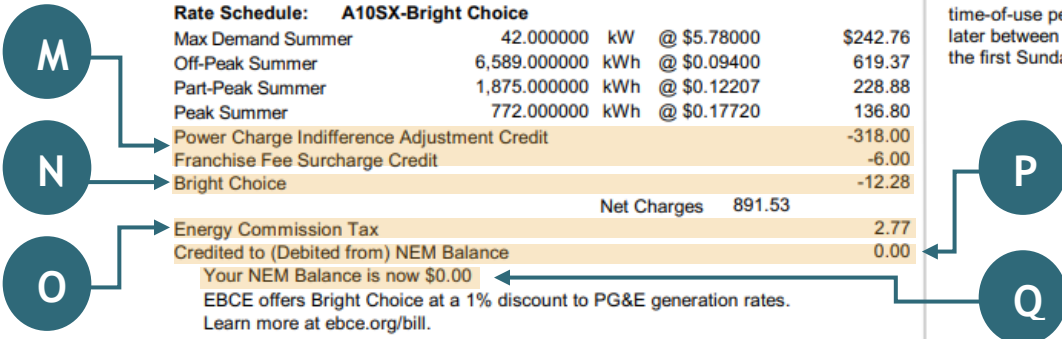 Rate Schedule: A10SX-Bright Choice
Max Demand Summer 42.000000 kW @ $5.78000 $242.76
Off-Peak Summer 6,589.000000 kWh @ $0.09400 619.37
Part-Peak Summer 1,875.000000 kWh @ $0.12207 228.88
Peak Summer 772.000000 kWh @ $0.17720 136.80
Power Charge Indifference Adjustment Credit -318.00
Franchise Fee Surcharge Credit -6.00
Bright Choice -12.28
Net Charges 891.53
Energy Commission Tax 2.77
Credited to (Debited from) NEM Balance 0.00
Your NEM Balance is now $0.00
EBCE offers Bright Choice at a 1% discount to PG&E generation rates.
Learn more at ebce.org/bill.
M
N
O
P
Q
time-of-use
later between
the first